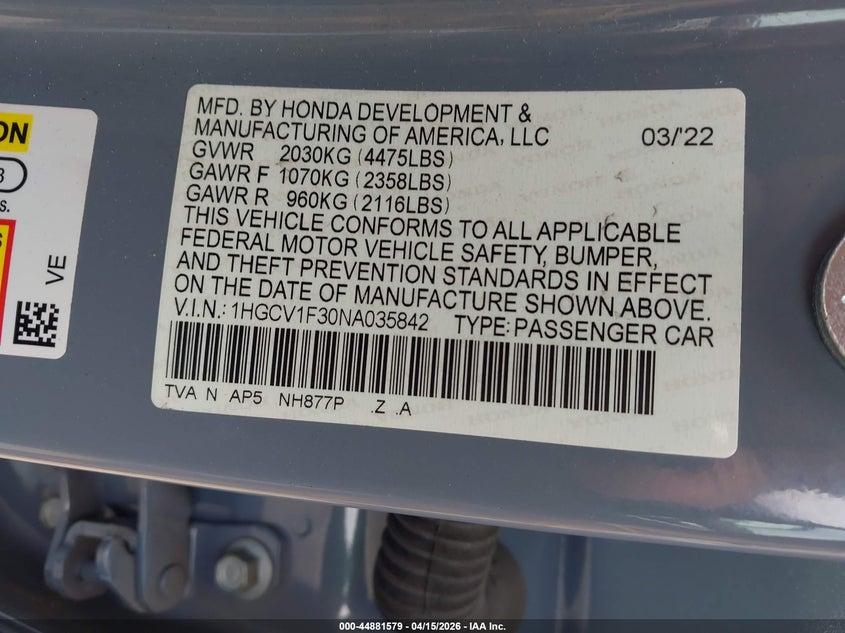 MFD. BY HONDA DEVELOPMENT &
MANUFACTURING OF AMERICA, LLC 03/'22
GVWR 2030KG (4475LBS)
GAWR F 1070KG (2358LBS)
GAWR R 960KG (2116LBS)
THIS VEHICLE CONFORMS TO ALL APPLICABLE
FEDERAL MOTOR VEHICLE SAFETY, BUMPER,
AND THEFT PREVENTION STANDARDS IN EFFECT
ON THE DATE OF MANUFACTURE SHOWN ABOVE.
V.I.N.: 1HGCV1F30NA035842 TYPE: PASSENGER CAR
TVA N AP5 NH877P .Z .A
ON
3
S.
S
VE
000-44881579 - 04/15/2026 - IAA Inc.